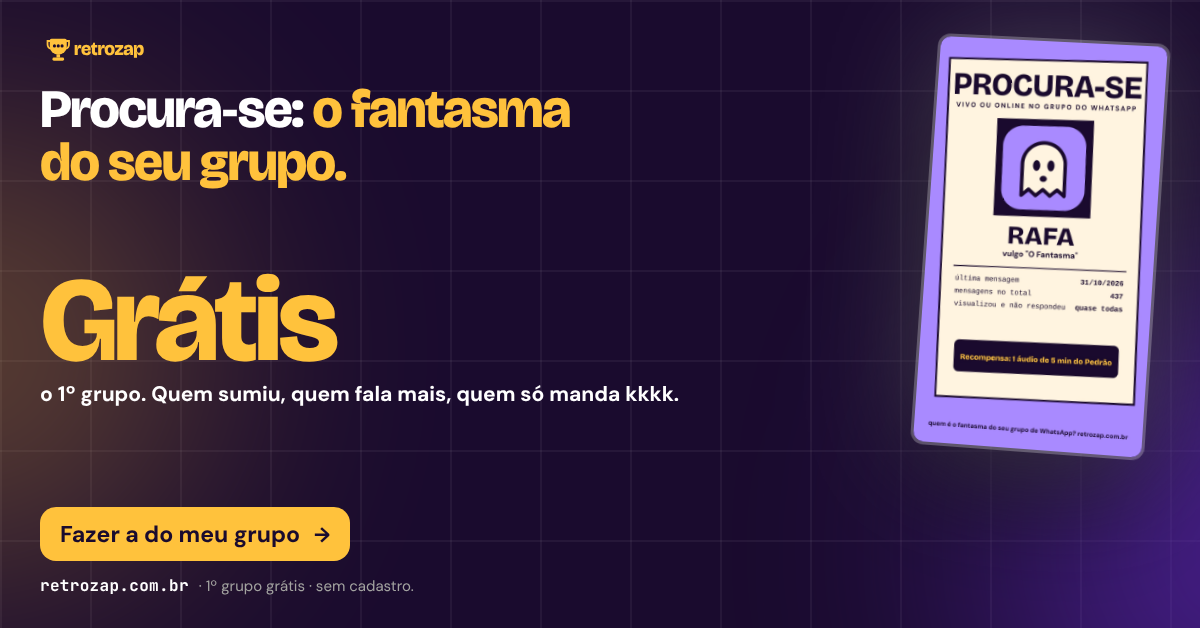 retrozap
Procura-se: o fantasma
do seu grupo.
Grátis
o 1º grupo. Quem sumiu, quem fala mais, quem só manda kkkk.
Fazer a do meu grupo →
retrozap.com.br · 1º grupo grátis · sem cadastro.
PROCURA-SE
VIVO OU ONLINE NO GRUPO DO WHATSAPP
RAFA
vulgo "O Fantasma"
última mensagem 31/10/2026
mensagens no total 437
visualizou e não respondeu quase todas
Recompensa: 1 áudio de 5 min do Pedrão
quem é o fantasma do seu grupo de WhatsApp? retrozap.com.br